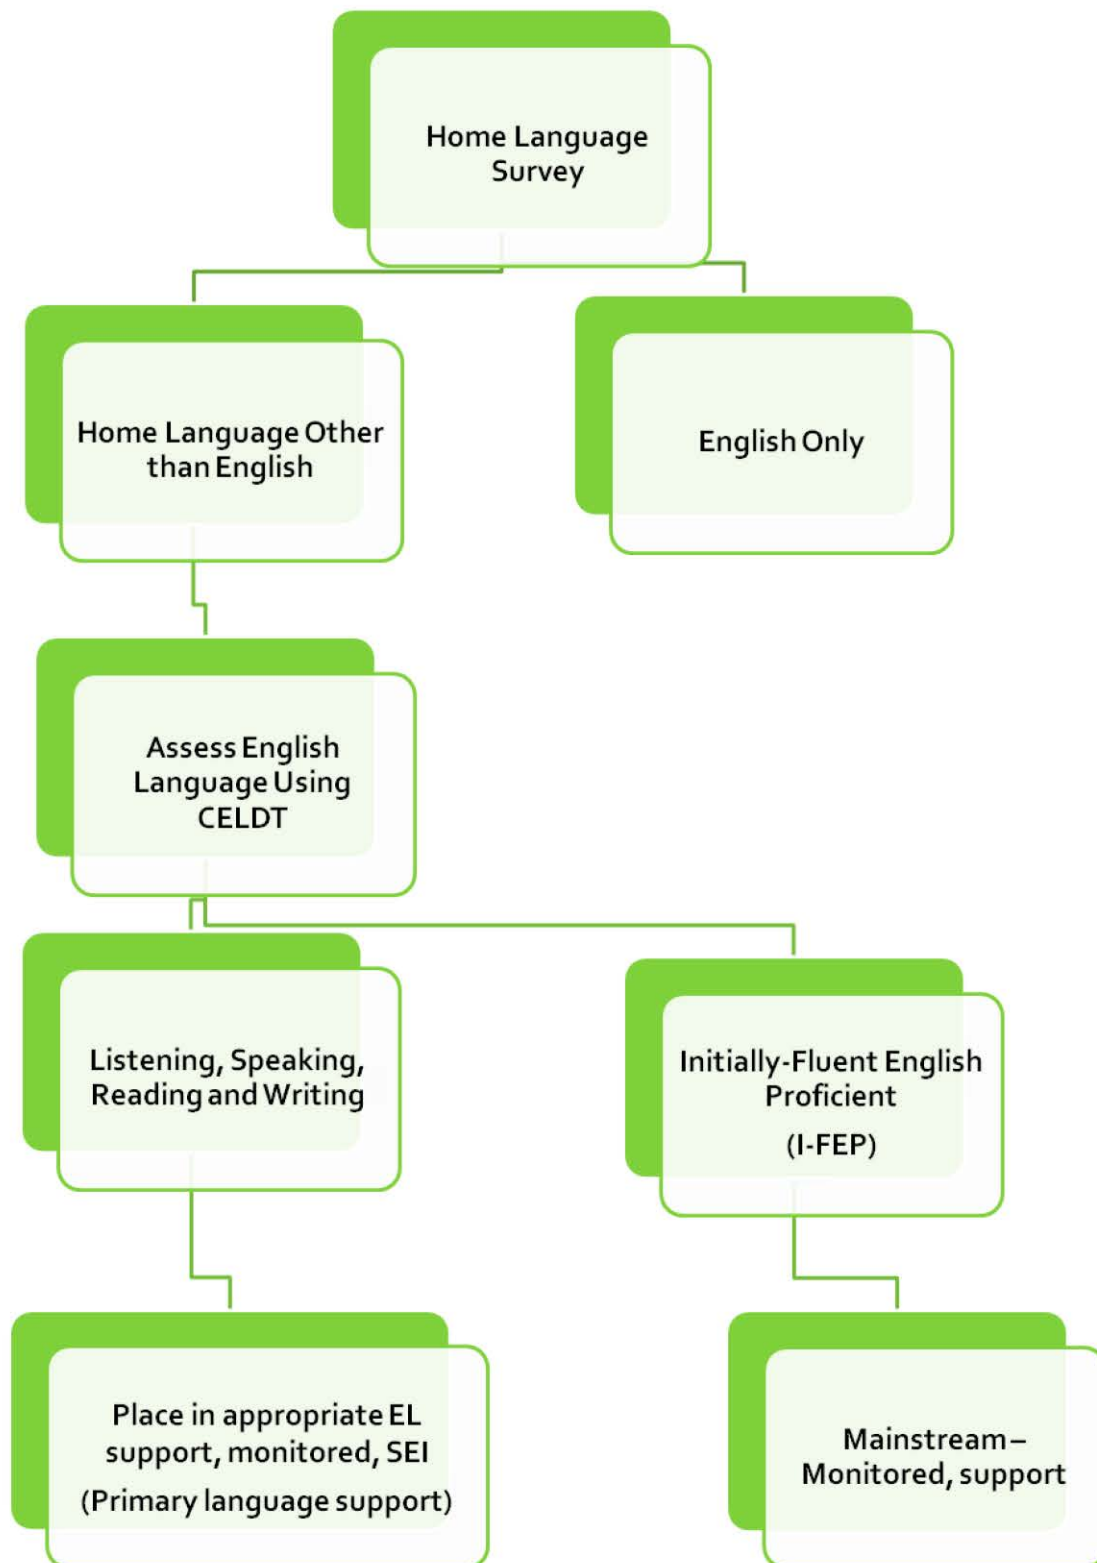 Home Language
Survey
Home Language Other
than English
English Only
Assess English
Language Using
CELDT
Listening, Speaking,
Reading and Writing
Initially-Fluent English
Proficient
(I-FEP)
Place in appropriate EL
support, monitored, SEI
(Primary language support)
Mainstream –
Monitored, support